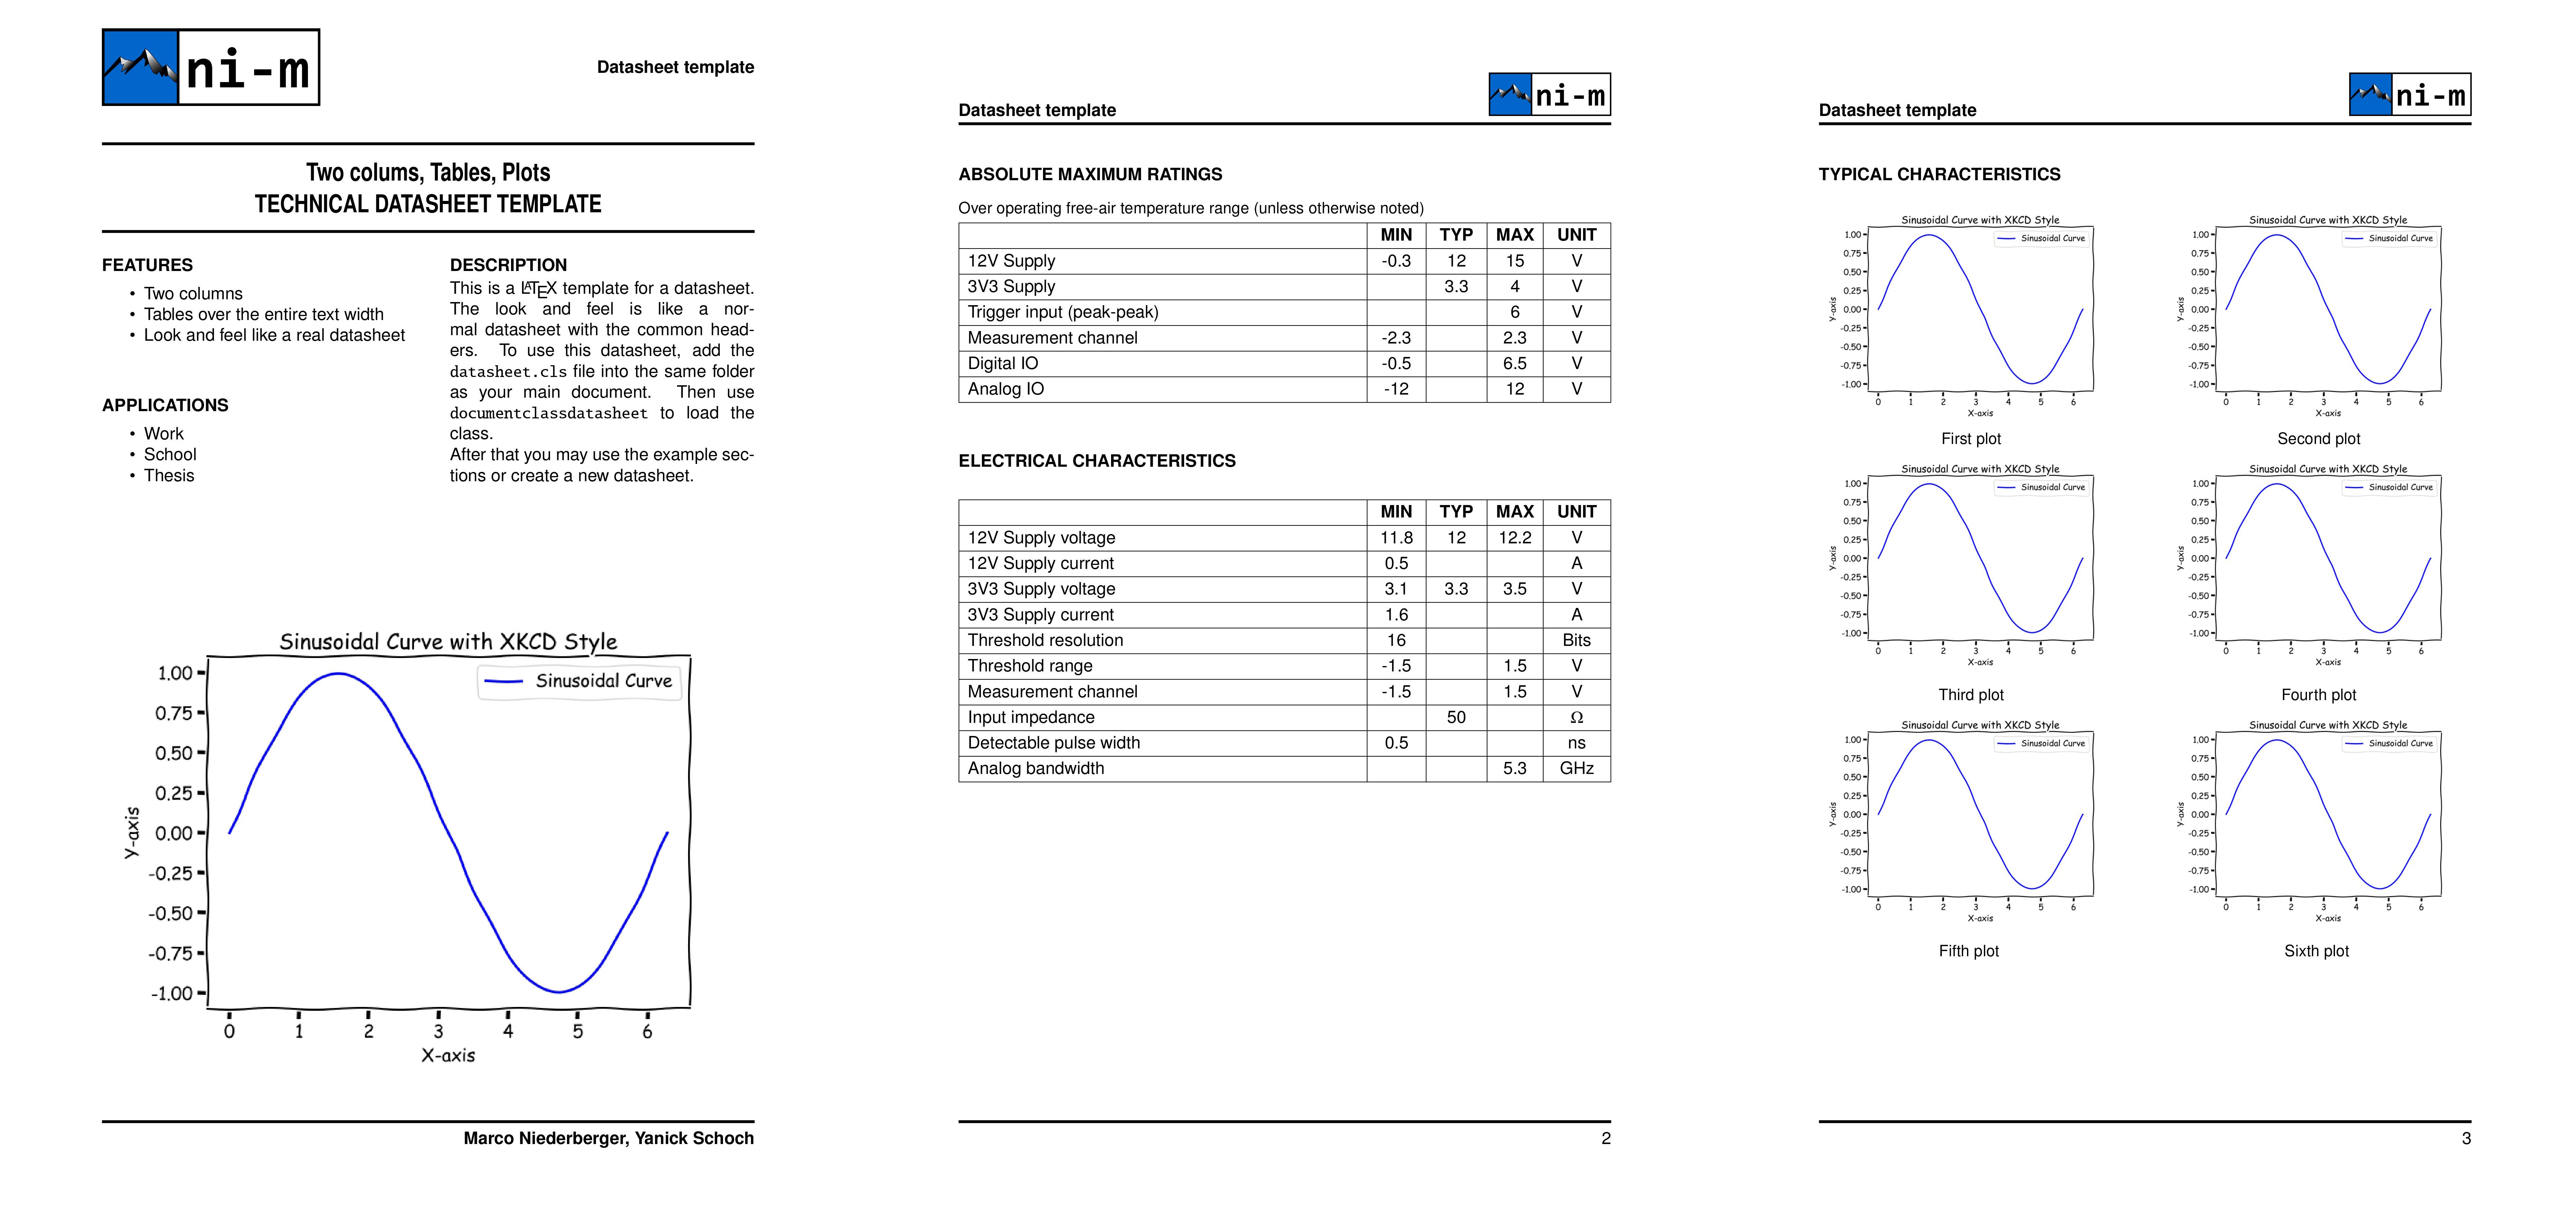 ni-m
Datasheet template
Two colums, Tables, Plots
TECHNICAL DATASHEET TEMPLATE
FEATURES
• Two columns
• Tables over the entire text width
• Look and feel like a real datasheet
APPLICATIONS
• Work
• School
• Thesis
DESCRIPTION
This is a LATEX template for a datasheet.
The look and feel is like a nor-
mal datasheet with the common head-
ers. To use this datasheet, add the
datasheet.cls file into the same folder
as your main document. Then use
documentclassdatasheet to load the
class.
After that you may use the example sec-
tions or create a new datasheet.
Sinusoidal Curve with XKCD Style
Sinusoidal Curve
1.00
0.75
0.50
0.25
0.00
-0.25
-0.50
-0.75
-1.00
Y-axis
0 1 2 3 4 5 6
X-axis
Marco Niederberger, Yanick Schoch
Datasheet template
ni-m
ABSOLUTE MAXIMUM RATINGS
Over operating free-air temperature range (unless otherwise noted)
MIN TYP MAX UNIT
12V Supply -0.3 12 15 V
3V3 Supply 3.3 4 V
Trigger input (peak-peak) 6 V
Measurement channel -2.3 2.3 V
Digital IO -0.5 6.5 V
Analog IO -12 12 V
ELECTRICAL CHARACTERISTICS
MIN TYP MAX UNIT
12V Supply voltage 11.8 12 12.2 V
12V Supply current 0.5 A
3V3 Supply voltage 3.1 3.3 3.5 V
3V3 Supply current 1.6 A
Threshold resolution 16 Bits
Threshold range -1.5 1.5 V
Measurement channel -1.5 1.5 V
Input impedance 50 Ω
Detectable pulse width 0.5 ns
Analog bandwidth 5.3 GHz
2
Datasheet template
ni-m
TYPICAL CHARACTERISTICS
Sinusoidal Curve with XKCD Style
Sinusoidal Curve
1.00
0.75
0.50
0.25
0.00
-0.25
-0.50
-0.75
-1.00
Y-axis
0 1 2 3 4 5 6
X-axis
First plot
Sinusoidal Curve with XKCD Style
Sinusoidal Curve
1.00
0.75
0.50
0.25
0.00
-0.25
-0.50
-0.75
-1.00
Y-axis
0 1 2 3 4 5 6
X-axis
Second plot
Sinusoidal Curve with XKCD Style
Sinusoidal Curve
1.00
0.75
0.50
0.25
0.00
-0.25
-0.50
-0.75
-1.00
Y-axis
0 1 2 3 4 5 6
X-axis
Third plot
Sinusoidal Curve with XKCD Style
Sinusoidal Curve
1.00
0.75
0.50
0.25
0.00
-0.25
-0.50
-0.75
-1.00
Y-axis
0 1 2 3 4 5 6
X-axis
Fourth plot
Sinusoidal Curve with XKCD Style
Sinusoidal Curve
1.00
0.75
0.50
0.25
0.00
-0.25
-0.50
-0.75
-1.00
Y-axis
0 1 2 3 4 5 6
X-axis
Fifth plot
Sinusoidal Curve with XKCD Style
Sinusoidal Curve
1.00
0.75
0.50
0.25
0.00
-0.25
-0.50
-0.75
-1.00
Y-axis
0 1 2 3 4 5 6
X-axis
Sixth plot
3